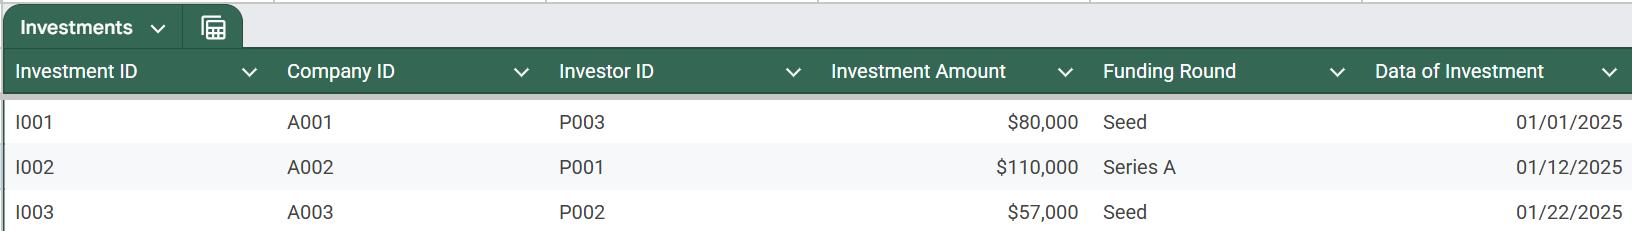 Investments
Investment ID Company ID Investor ID Investment Amount Funding Round Data of Investment
I001 A001 P003 $80,000 Seed 01/01/2025
I002 A002 P001 $110,000 Series A 01/12/2025
I003 A003 P002 $57,000 Seed 01/22/2025